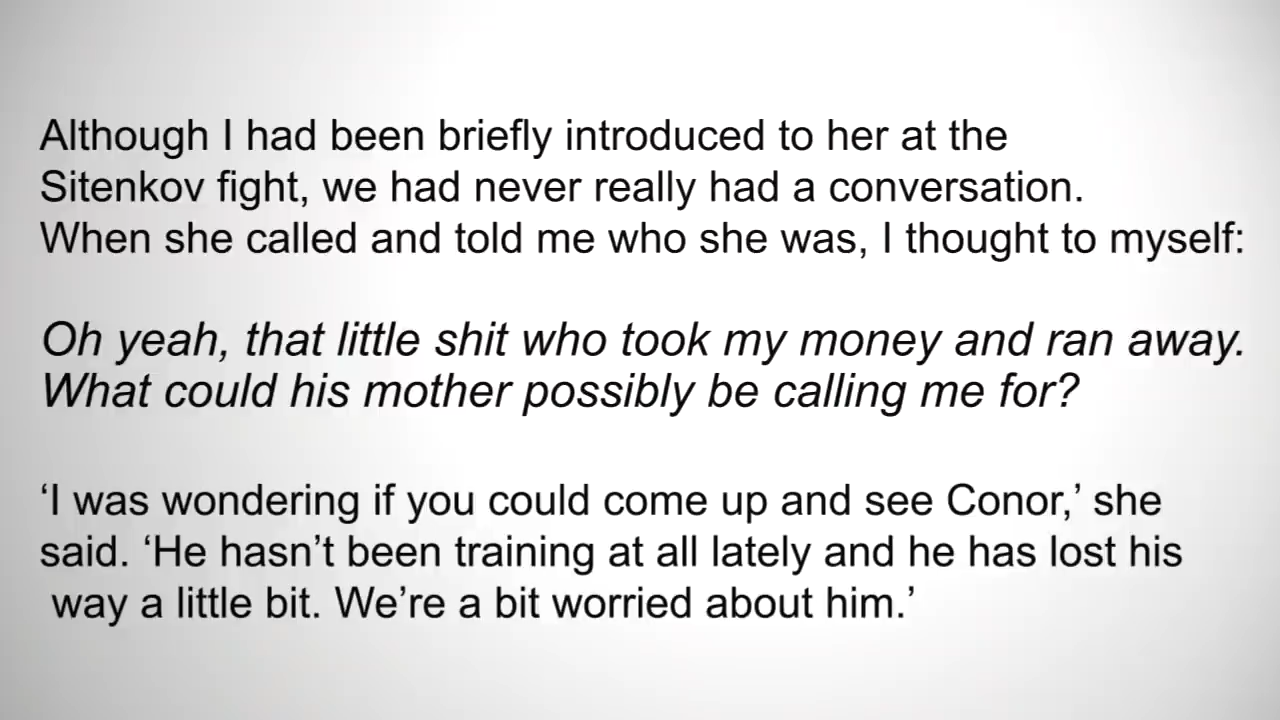 Although I had been briefly introduced to her at the
Sitenkov fight, we had never really had a conversation.
When she called and told me who she was, I thought to myself:
Oh yeah, that little shit who took my money and ran away.
What could his mother possibly be calling me for?
‘I was wondering if you could come up and see Conor,’ she
said. ‘He hasn’t been training at all lately and he has lost his
way a little bit. We’re a bit worried about him.’